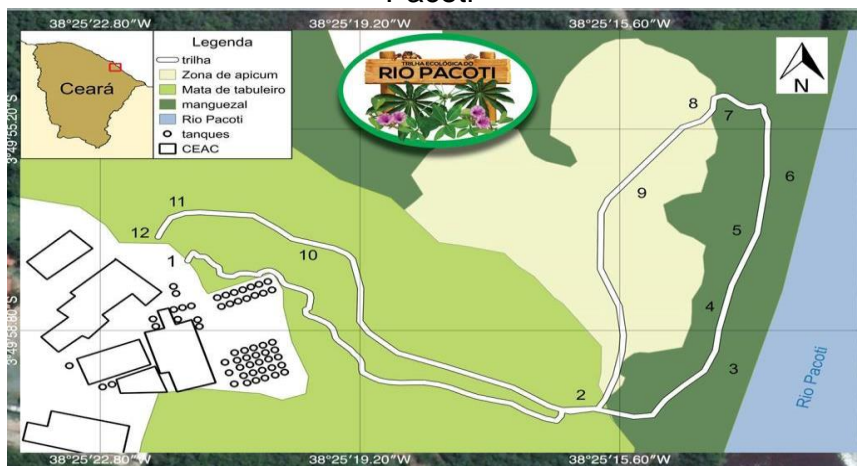 Pacoti
38°25'22.80"W
38°25'19.20"W
38°25'15.60"W
Ceará
Legenda
trilha
Zona de apicum
Mata de tabuleiro
manguezal
Rio Pacoti
tanques
CEAC
TRILHA ECOLÓGICA DO
RIO PACOTI
N
3°49'55.20"S
3°49'58.80"S
8
7
9
6
11
12
5
10
1
4
3
2
Rio Pacoti
38°25'22.80"W
38°25'19.20"W
38°25'15.60"W